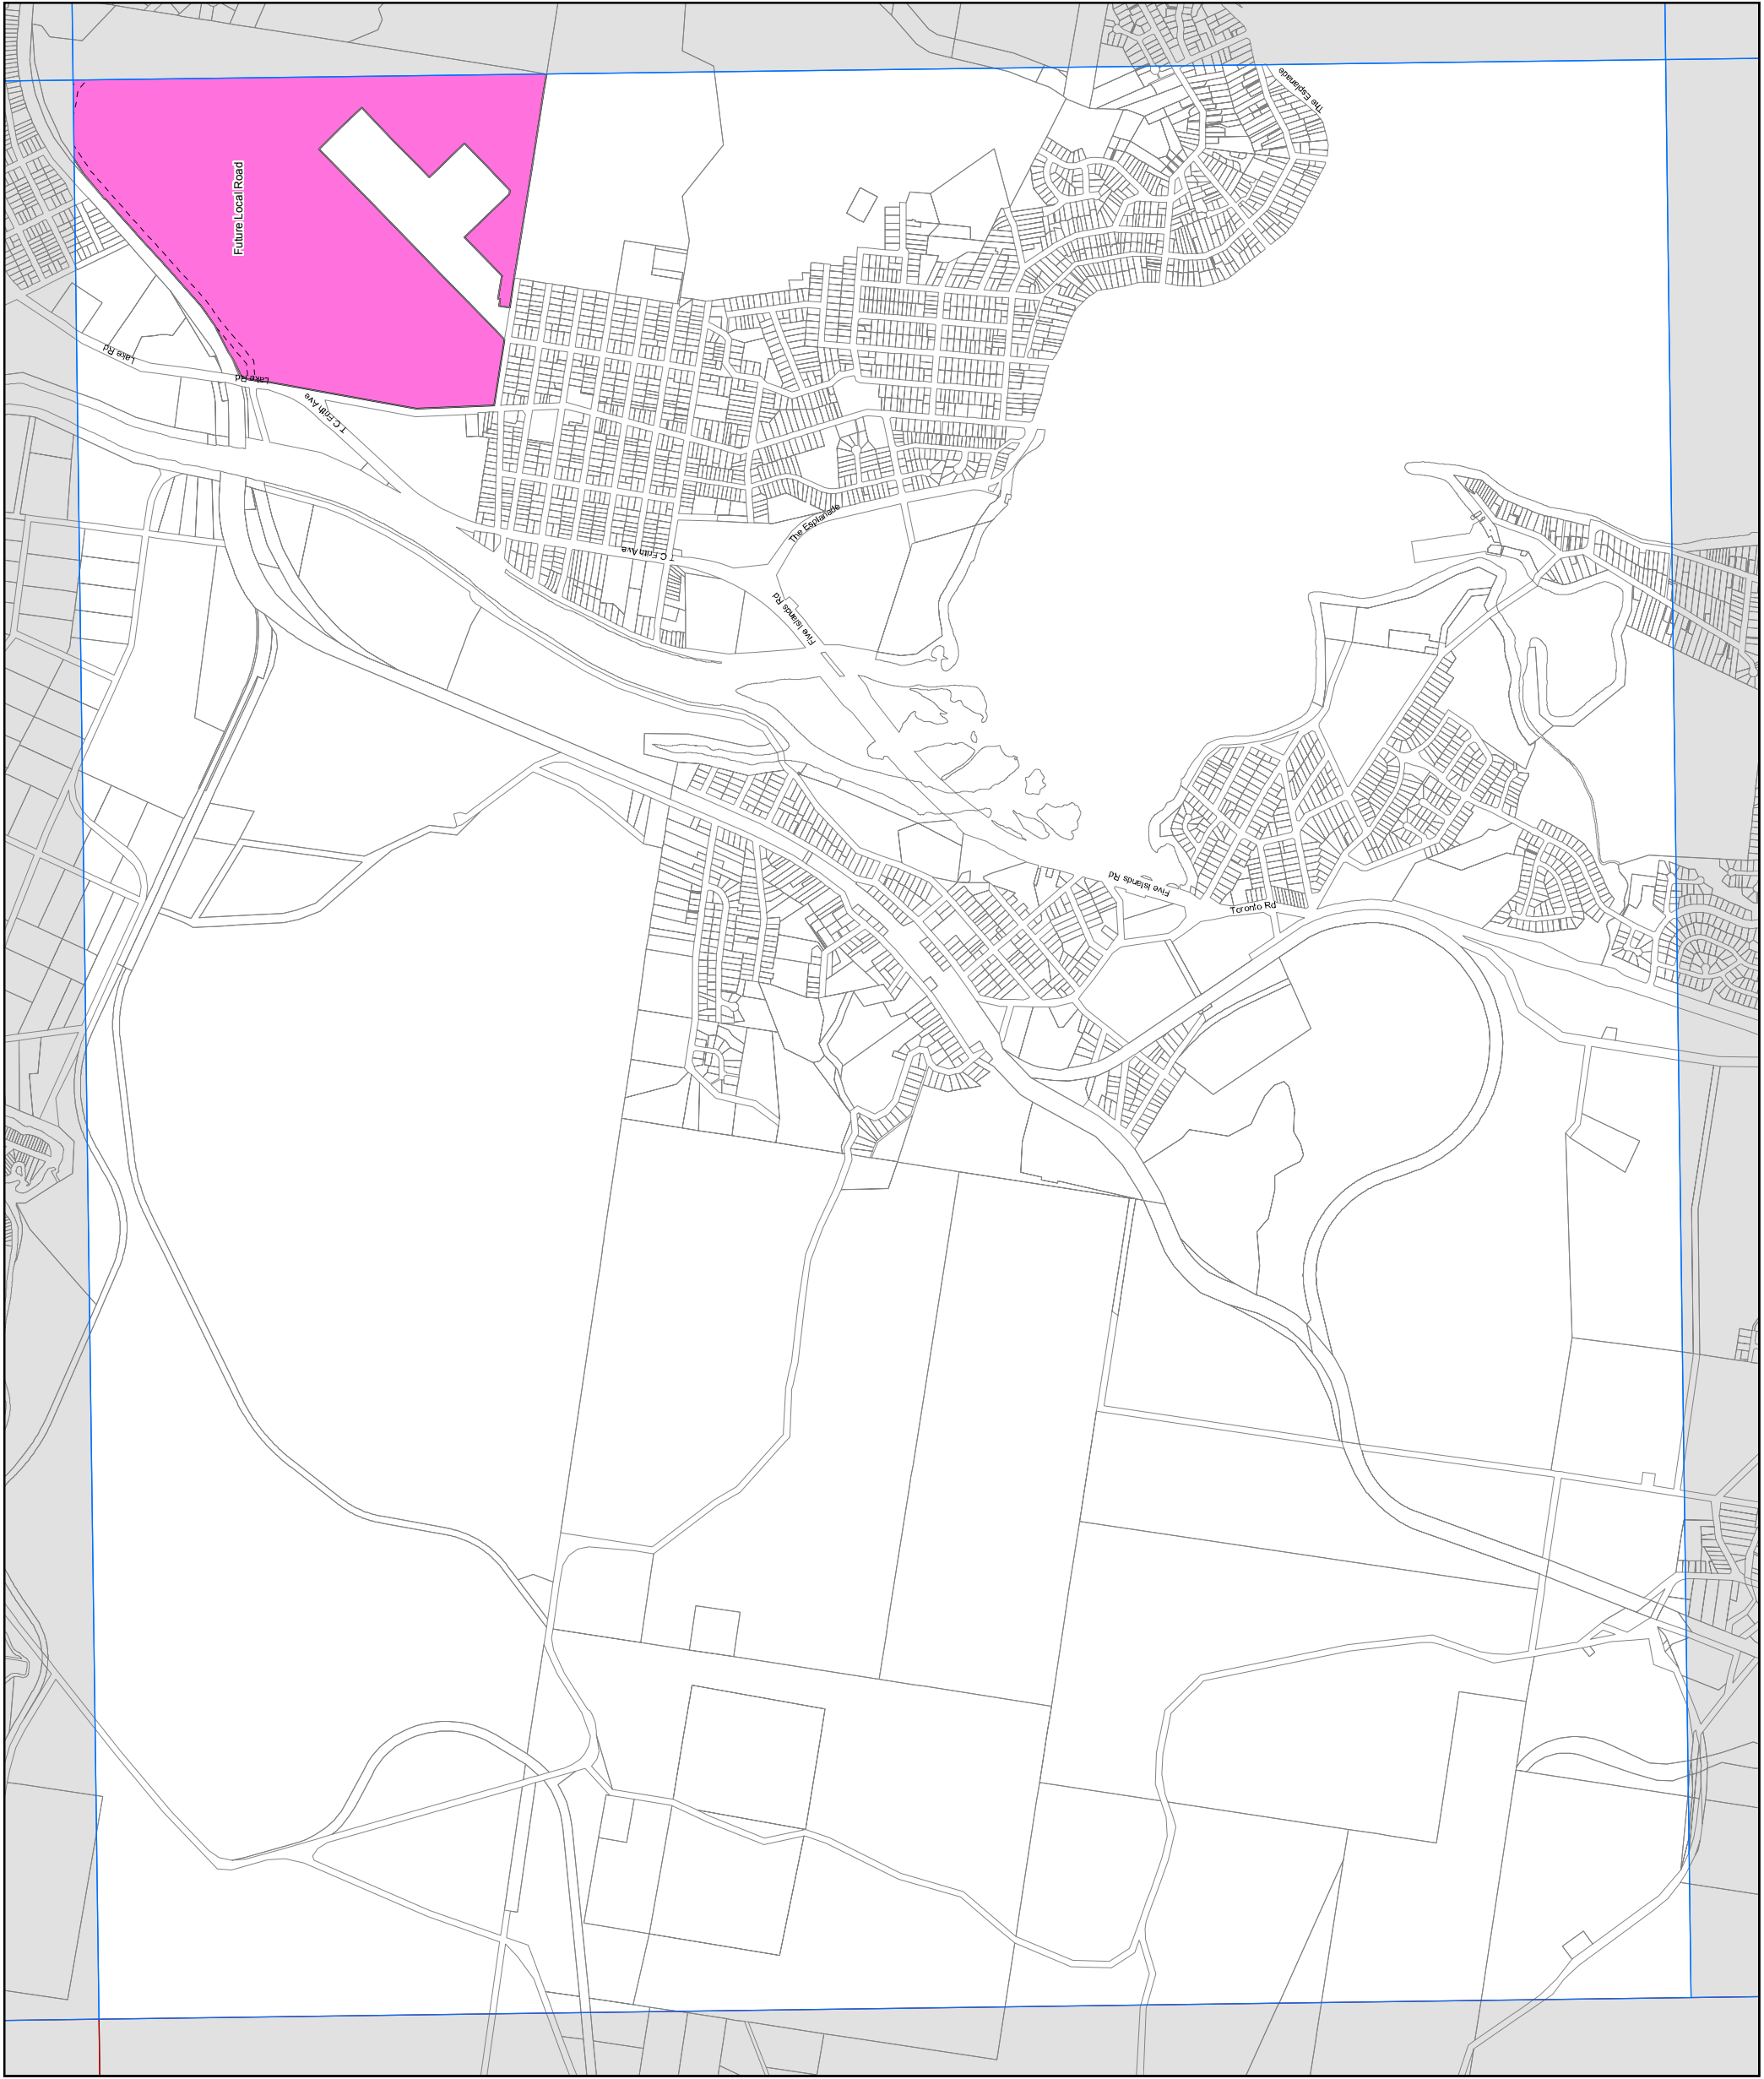 The Esplanade
Future Local Road
Lake Rd
Lake Rd
T C Frith Ave
The Esplanade
T C Frith Ave
Five Islands Rd
Five Islands Rd
Toronto Rd